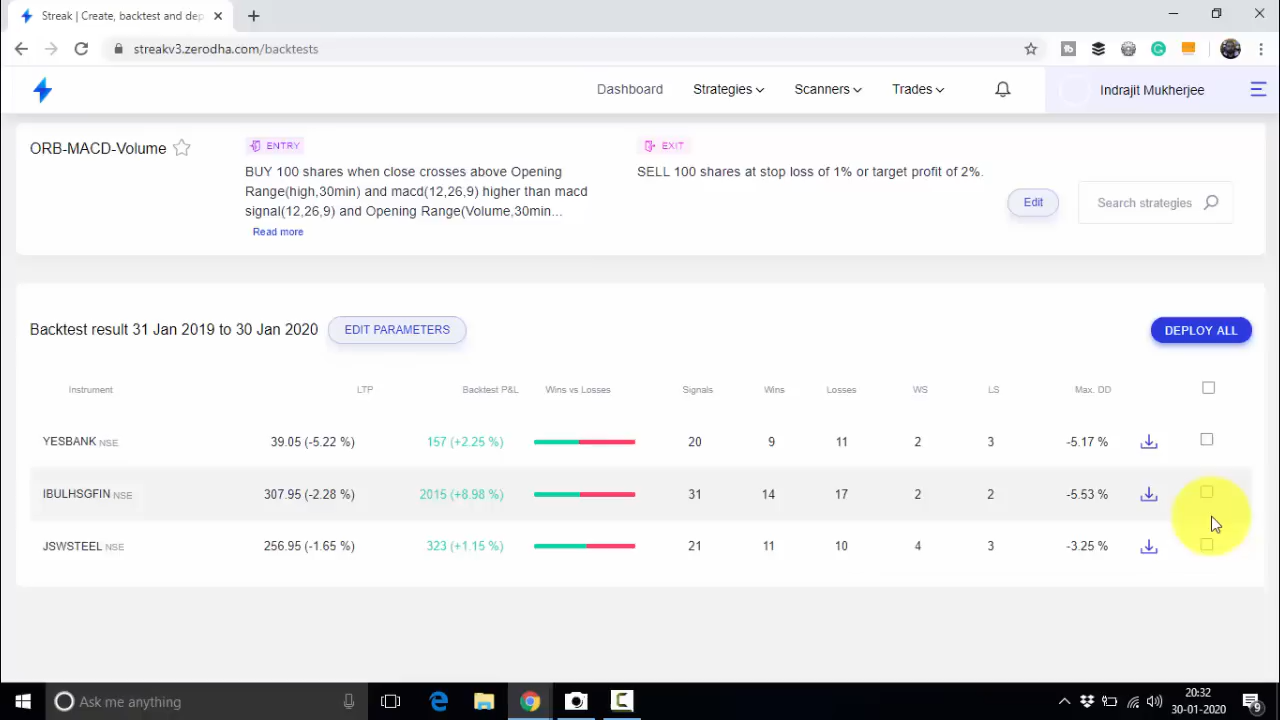 Streak | Create, backtest and dep
streakv3.zerodha.com/backtests
Dashboard Strategies Scanners Trades Indrajit Mukherjee
ORB-MACD-Volume
ENTRY
BUY 100 shares when close crosses above Opening
Range(high,30min) and macd(12,26,9) higher than macd
signal(12,26,9) and Opening Range(Volume,30min...
Read more
EXIT
SELL 100 shares at stop loss of 1% or target profit of 2%.
Edit
Search strategies
Backtest result 31 Jan 2019 to 30 Jan 2020 EDIT PARAMETERS DEPLOY ALL
Instrument LTP Backtest P&L Wins vs Losses Signals Wins Losses WS LS Max. DD
YESBANK NSE 39.05 (-5.22 %) 157 (+2.25 %) 20 9 11 2 3 -5.17 %
IBULHSGFIN NSE 307.95 (-2.28 %) 2015 (+8.98 %) 31 14 17 2 2 -5.53 %
JSWSTEEL NSE 256.95 (-1.65 %) 323 (+1.15 %) 21 11 10 4 3 -3.25 %
Ask me anything
20:32
30-01-2020
9